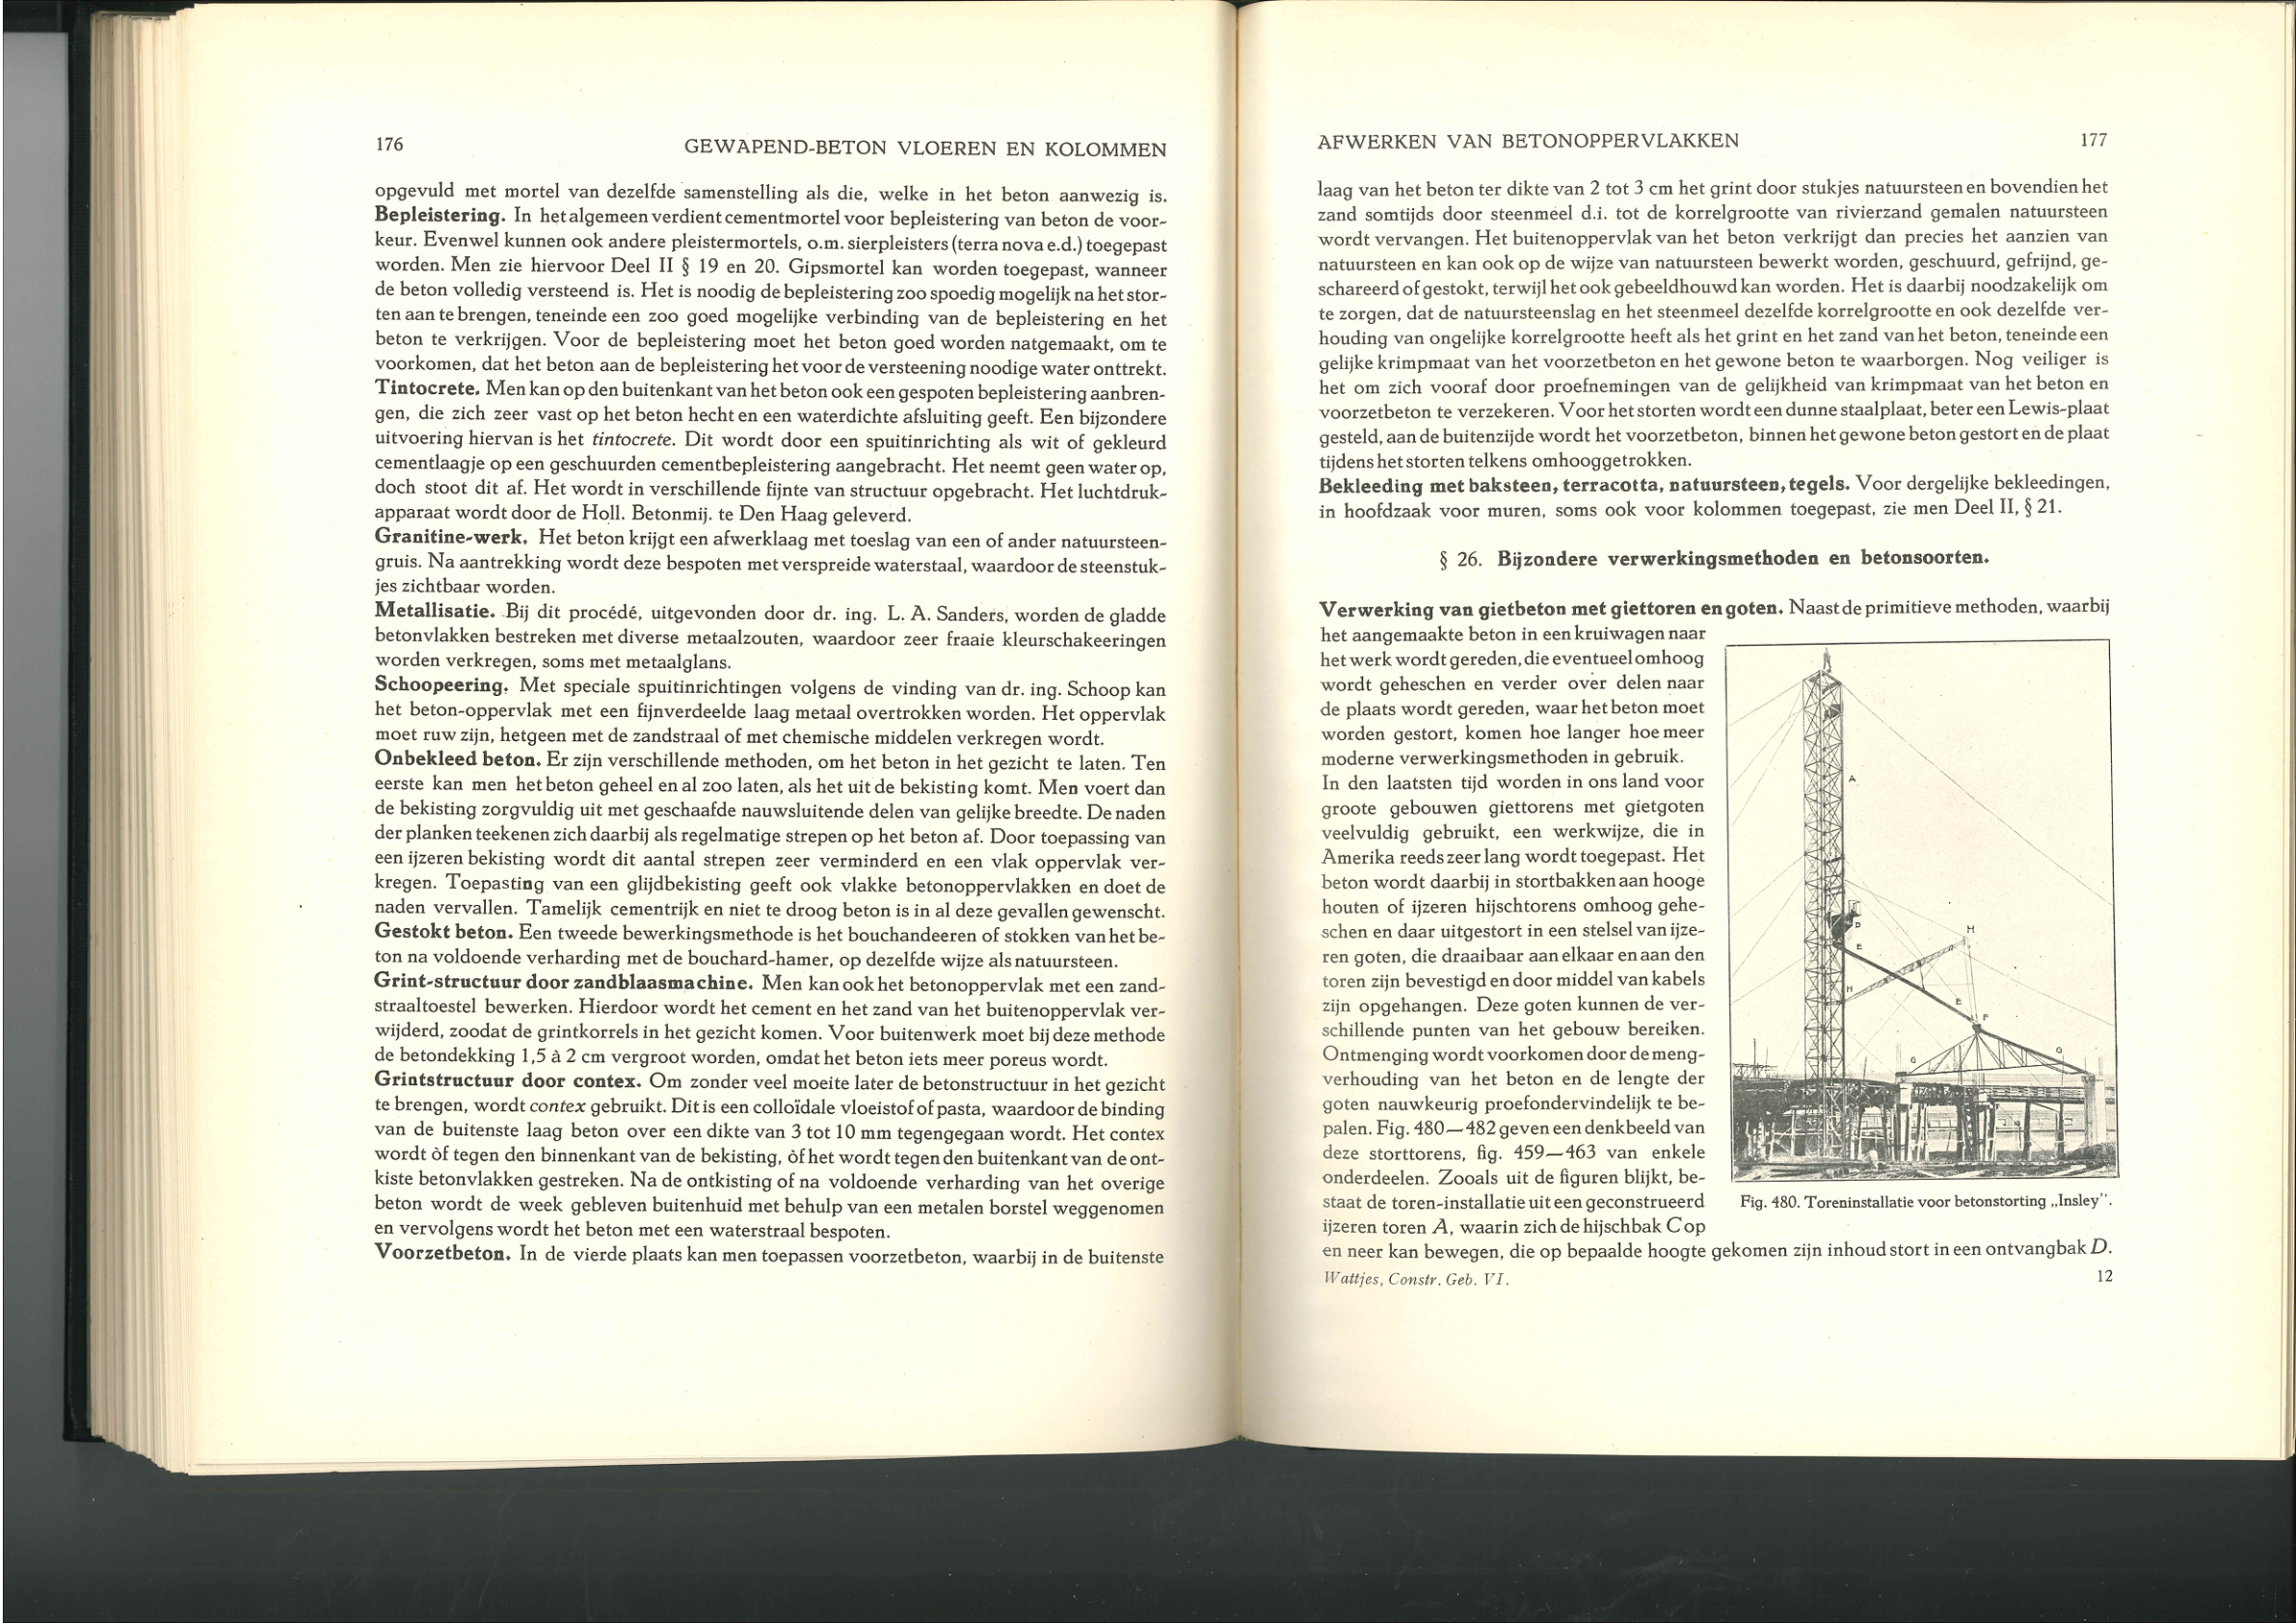 176
GEWAPEND-BETON VLOEREN EN KOLOMMEN
opgevuld met mortel van dezelfde samenstelling als die, welke in het beton aanwezig is.
Bepleistering. In het algemeen verdient cementmortel voor bepleistering van beton de voor-
keur. Evenwel kunnen ook andere pleistermortels, o.m. sierpleisters (terra nova e.d.) toegepast
worden. Men zie hiervoor Deel II § 19 en 20. Gipsmortel kan worden toegepast, wanneer
de beton volledig versteend is. Het is noodig de bepleistering zoo spoedig mogelijk na het stor-
ten aan te brengen, teneinde een zoo goed mogelijke verbinding van de bepleistering en het
beton te verkrijgen. Voor de bepleistering moet het beton goed worden natgemaakt, om te
voorkomen, dat het beton aan de bepleistering het voor de versteening noodige water onttrekt.
Tintocrete. Men kan op den buitenkant van het beton ook een gespoten bepleistering aanbren-
gen, die zich zeer vast op het beton hecht en een waterdichte afsluiting geeft. Een bijzondere
uitvoering hiervan is het tintocrete. Dit wordt door een spuitinrichting als wit of gekleurd
cementlaagje op een geschuurden cementbepleistering aangebracht. Het neemt geen water op,
doch stoot dit af. Het wordt in verschillende fijnte van structuur opgebracht. Het luchtdruk-
apparaat wordt door de Holl. Betonmij. te Den Haag geleverd.
Granitine-werk. Het beton krijgt een afwerklaag met toeslag van een of ander natuursteen-
gruis. Na aantrekking wordt deze bespoten met verspreide waterstaal, waardoor de steenstuk-
jes zichtbaar worden.
Metallisatie. Bij dit procédé, uitgevonden door dr. ing. L. A. Sanders, worden de gladde
betonvlakken bestreken met diverse metaalzouten, waardoor zeer fraaie kleurschakeeringen
worden verkregen, soms met metaalglans.
Schoopeering. Met speciale spuitinrichtingen volgens de vinding van dr. ing. Schoop kan
het beton-oppervlak met een fijnverdeelde laag metaal overtrokken worden. Het oppervlak
moet ruw zijn, hetgeen met de zandstraal of met chemische middelen verkregen wordt.
Onbekleed beton. Er zijn verschillende methoden, om het beton in het gezicht te laten. Ten
eerste kan men het beton geheel en al zoo laten, als het uit de bekisting komt. Men voert dan
de bekisting zorgvuldig uit met geschaafde nauwsluitende delen van gelijke breedte. De naden
der planken teekenen zich daarbij als regelmatige strepen op het beton af. Door toepassing van
een ijzeren bekisting wordt dit aantal strepen zeer verminderd en een vlak oppervlak ver-
kregen. Toepasting van een glijdbekisting geeft ook vlakke betonoppervlakken en doet de
naden vervallen. Tamelijk cementrijk en niet te droog beton is in al deze gevallen gewenscht.
Gestokt beton. Een tweede bewerkingsmethode is het bouchandeeren of stokken van het be-
ton na voldoende verharding met de bouchard-hamer, op dezelfde wijze als natuursteen.
Grint-structuur door zandblaasmachine. Men kan ook het betonoppervlak met een zand-
straaltoestel bewerken. Hierdoor wordt het cement en het zand van het buitenoppervlak ver-
wijderd, zoodat de grintkorrels in het gezicht komen. Voor buitenwerk moet bij deze methode
de betondekking 1,5 à 2 cm vergroot worden, omdat het beton iets meer poreus wordt.
Grintstructuur door contex. Om zonder veel moeite later de betonstructuur in het gezicht
te brengen, wordt contex gebruikt. Dit is een colloïdale vloeistof of pasta, waardoor de binding
van de buitenste laag beton over een dikte van 3 tot 10 mm tegengegaan wordt. Het contex
wordt òf tegen den binnenkant van de bekisting, òf het wordt tegen den buitenkant van de ont-
kiste betonvlakken gestreken. Na de ontkisting of na voldoende verharding van het overige
beton wordt de week gebleven buitenhuid met behulp van een metalen borstel weggenomen
en vervolgens wordt het beton met een waterstraal bespoten.
Voorzetbeton. In de vierde plaats kan men toepassen voorzetbeton, waarbij in de buitenste
AFWERKEN VAN BETONOPPERVLAKKEN
177
laag van het beton ter dikte van 2 tot 3 cm het grint door stukjes natuursteen en bovendien het
zand somtijds door steenmeel d.i. tot de korrelgrootte van rivierzand gemalen natuursteen
wordt vervangen. Het buitenoppervlak van het beton verkrijgt dan precies het aanzien van
natuursteen en kan ook op de wijze van natuursteen bewerkt worden, geschuurd, gefrijnd, ge-
schareerd of gestokt, terwijl het ook gebeeldhouwd kan worden. Het is daarbij noodzakelijk om
te zorgen, dat de natuursteenslag en het steenmeel dezelfde korrelgrootte en ook dezelfde ver-
houding van ongelijke korrelgrootte heeft als het grint en het zand van het beton, teneinde een
gelijke krimpmaat van het voorzetbeton en het gewone beton te waarborgen. Nog veiliger is
het om zich vooraf door proefnemingen van de gelijkheid van krimpmaat van het beton en
voorzetbeton te verzekeren. Voor het storten wordt een dunne staalplaat, beter een Lewis-plaat
gesteld, aan de buitenzijde wordt het voorzetbeton, binnen het gewone beton gestort en de plaat
tijdens het storten telkens omhooggetrokken.
Bekleeding met baksteen, terracotta, natuursteen, tegels. Voor dergelijke bekleedingen,
in hoofdzaak voor muren, soms ook voor kolommen toegepast, zie men Deel II, § 21.
§ 26. Bijzondere verwerkingsmethoden en betonsoorten.
Verwerking van gietbeton met giettoren en goten. Naast de primitieve methoden, waarbij
het aangemaakte beton in een kruiwagen naar
het werk wordt gereden, die eventueel omhoog
wordt geheschen en verder over delen naar
de plaats wordt gereden, waar het beton moet
worden gestort, komen hoe langer hoe meer
moderne verwerkingsmethoden in gebruik.
In den laatsten tijd worden in ons land voor
groote gebouwen giettorens met gietgoten
veelvuldig gebruikt, een werkwijze, die in
Amerika reeds zeer lang wordt toegepast. Het
beton wordt daarbij in stortbakken aan hooge
houten of ijzeren hijschtorens omhoog gehe-
schen en daar uitgestort in een stelsel van ijze-
ren goten, die draaibaar aan elkaar en aan den
toren zijn bevestigd en door middel van kabels
zijn opgehangen. Deze goten kunnen de ver-
schillende punten van het gebouw bereiken.
Ontmenging wordt voorkomen door de meng-
verhouding van het beton en de lengte der
goten nauwkeurig proefondervindelijk te be-
palen. Fig. 480—482 geven een denkbeeld van
deze storttorens, fig. 459—463 van enkele
onderdeelen. Zooals uit de figuren blijkt, be-
staat de toren-installatie uit een geconstrueerd
ijzeren toren A, waarin zich de hijschbak C op
en neer kan bewegen, die op bepaalde hoogte gekomen zijn inhoud stort in een ontvangbak D.
A
D
E
H
H
E
F
G
G
Fig. 480. Toreninstallatie voor betonstorting „Insley".
Wattjes, Constr. Geb. VI.
12